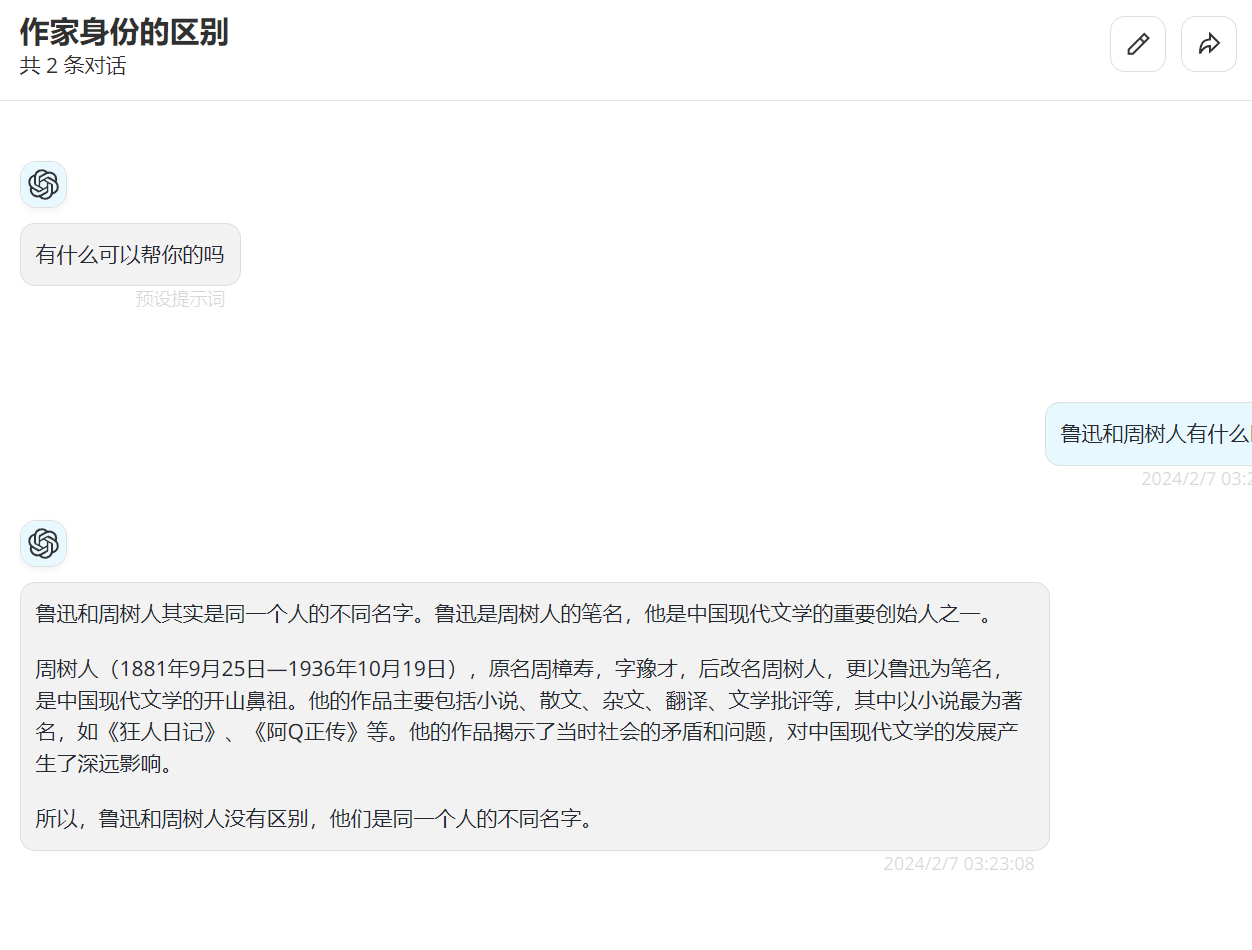 作家身份的区别
共 2 条对话
有什么可以帮你的吗
预设提示词
鲁迅和周树人有什么
2024/2/7 03:2
鲁迅和周树人其实是同一个人的不同名字。鲁迅是周树人的笔名，他是中国现代文学的重要创始人之一。
周树人（1881年9月25日—1936年10月19日），原名周樟寿，字豫才，后改名周树人，更以鲁迅为笔名，
是中国现代文学的开山鼻祖。他的作品主要包括小说、散文、杂文、翻译、文学批评等，其中以小说最为著
名，如《狂人日记》、《阿Q正传》等。他的作品揭示了当时社会的矛盾和问题，对中国现代文学的发展产
生了深远影响。
所以，鲁迅和周树人没有区别，他们是同一个人的不同名字。
2024/2/7 03:23:08